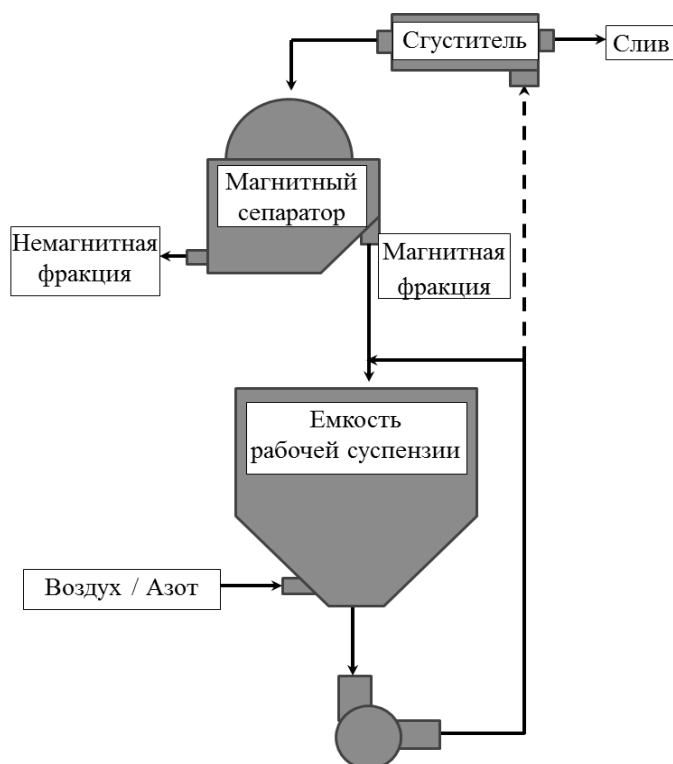 Сгуститель
Слив
Магнитный
сепаратор
Немагнитная
фракция
Магнитная
фракция
Емкость
рабочей суспензии
Воздух / Азот